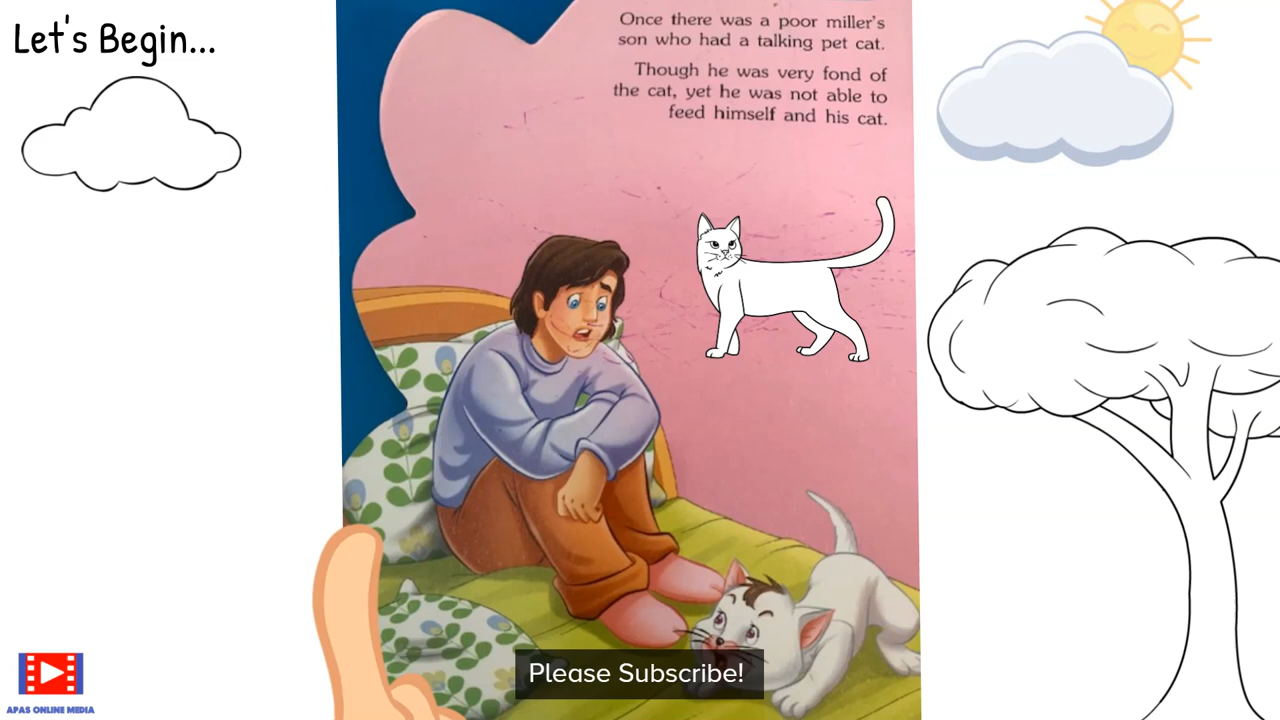 Let's Begin...
Once there was a poor miller's
son who had a talking pet cat.
Though he was very fond of
the cat, yet he was not able to
feed himself and his cat.
Please Subscribe!
APAS ONLINE MEDIA